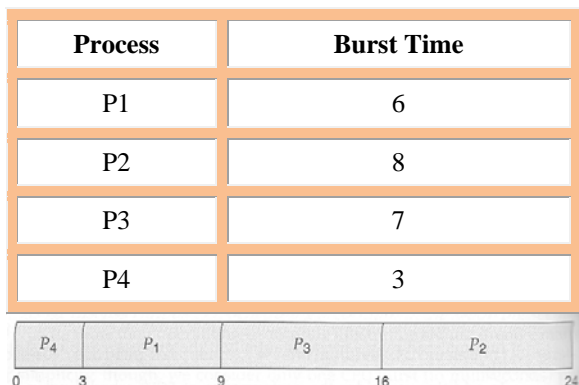 Process Burst Time
P1 6
P2 8
P3 7
P4 3
P4 P1 P3 P2
0 3 9 16 24